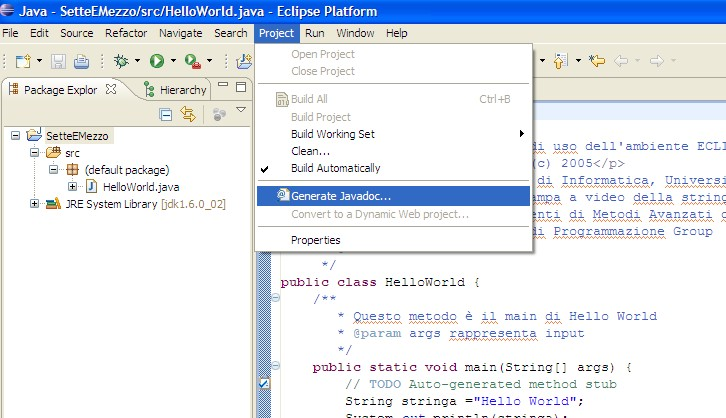 Java - SetteEMezzo/src/HelloWorld.java - Eclipse Platform
File Edit Source Refactor Navigate Search Project Run Window Help
Package Explor Hierarchy
SetteEMezzo
src
(default package)
HelloWorld.java
JRE System Library [jdk1.6.0_02]
Open Project
Close Project
Build All Ctrl+B
Build Project
Build Working Set
Clean...
Build Automatically
Generate Javadoc...
Convert to a Dynamic Web project...
Properties
di uso dell'ambiente ECLI
(c) 2005</p>
di Informatica, Universi
ampa a video della string
enti di Metodi Avanzati d
di Programmazione Group
*/
public class HelloWorld {
/**
* Questo metodo è il main di Hello World
* @param args rappresenta input
*/
public static void main(String[] args) {
// TODO Auto-generated method stub
String stringa ="Hello World";
System.out.println(stringa);